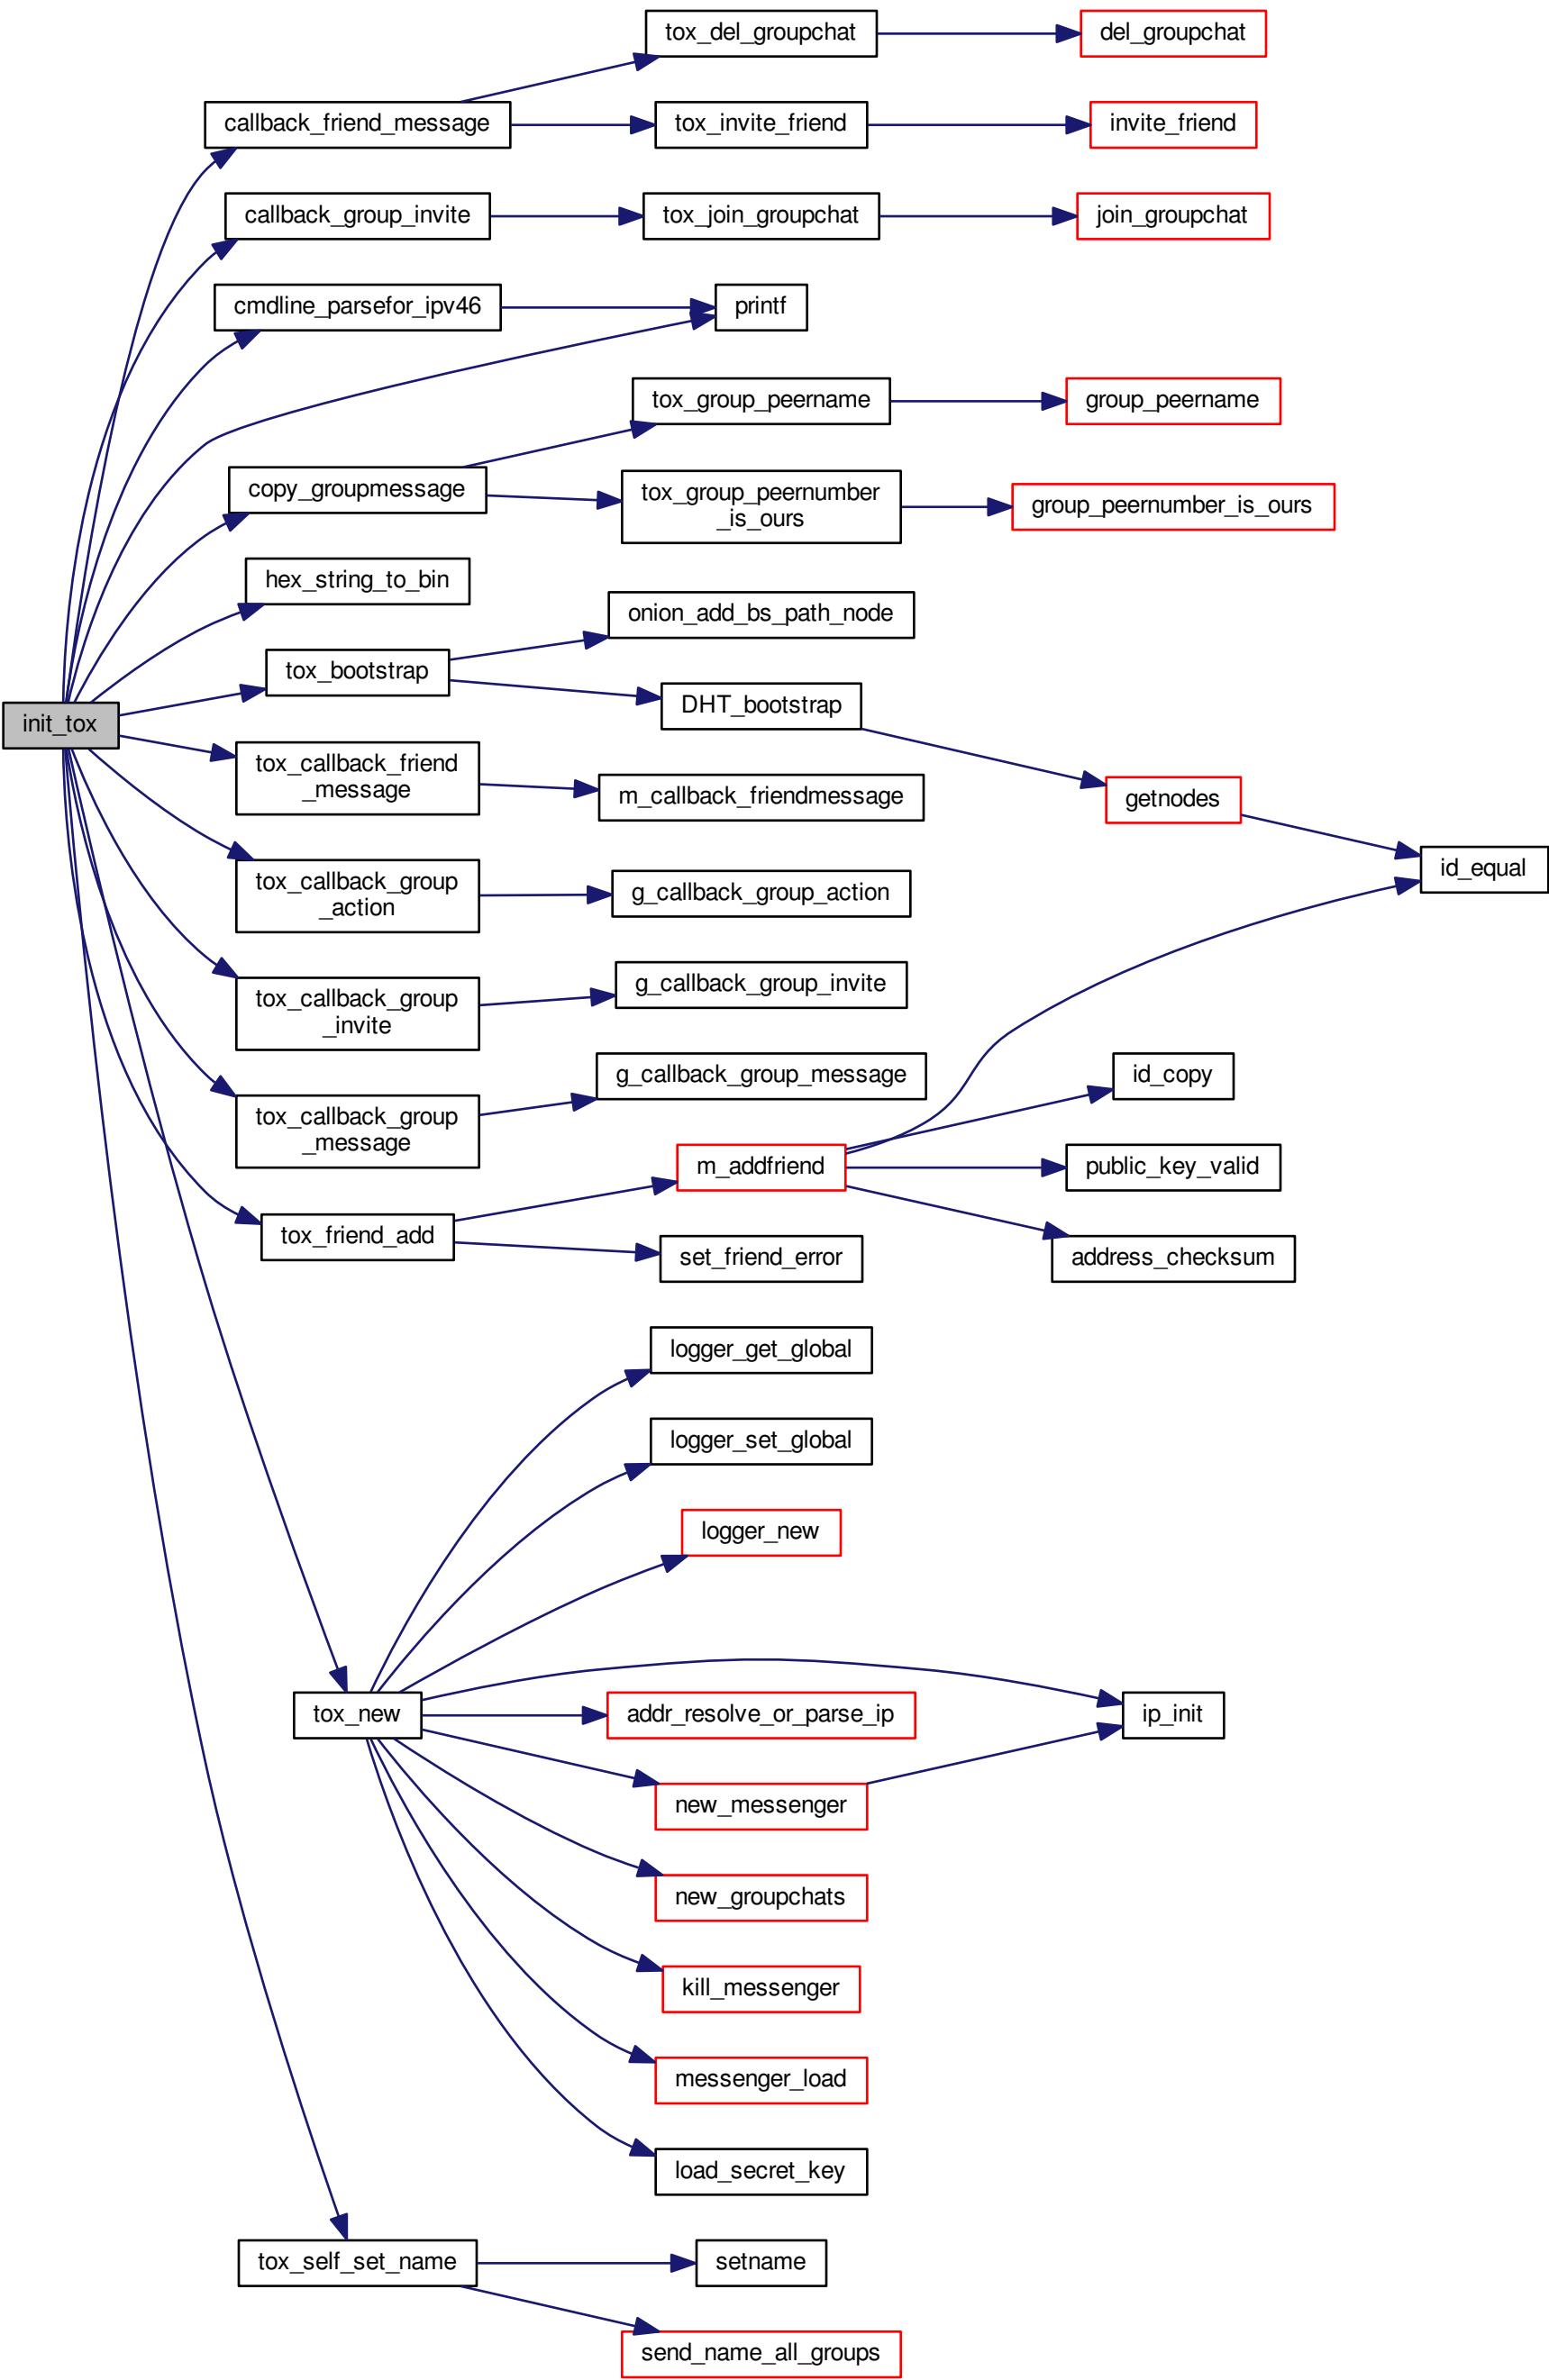 tox_del_groupchat
del_groupchat
callback_friend_message
tox_invite_friend
invite_friend
callback_group_invite
tox_join_groupchat
join_groupchat
cmdline_parsefor_ipv46
printf
tox_group_peername
group_peername
copy_groupmessage
tox_group_peernumber
_is_ours
group_peernumber_is_ours
hex_string_to_bin
onion_add_bs_path_node
tox_bootstrap
DHT_bootstrap
init_tox
tox_callback_friend
_message
m_callback_friendmessage
getnodes
id_equal
tox_callback_group
_action
g_callback_group_action
tox_callback_group
_invite
g_callback_group_invite
g_callback_group_message
id_copy
tox_callback_group
_message
m_addfriend
public_key_valid
tox_friend_add
set_friend_error
address_checksum
logger_get_global
logger_set_global
logger_new
tox_new
addr_resolve_or_parse_ip
ip_init
new_messenger
new_groupchats
kill_messenger
messenger_load
load_secret_key
tox_self_set_name
setname
send_name_all_groups